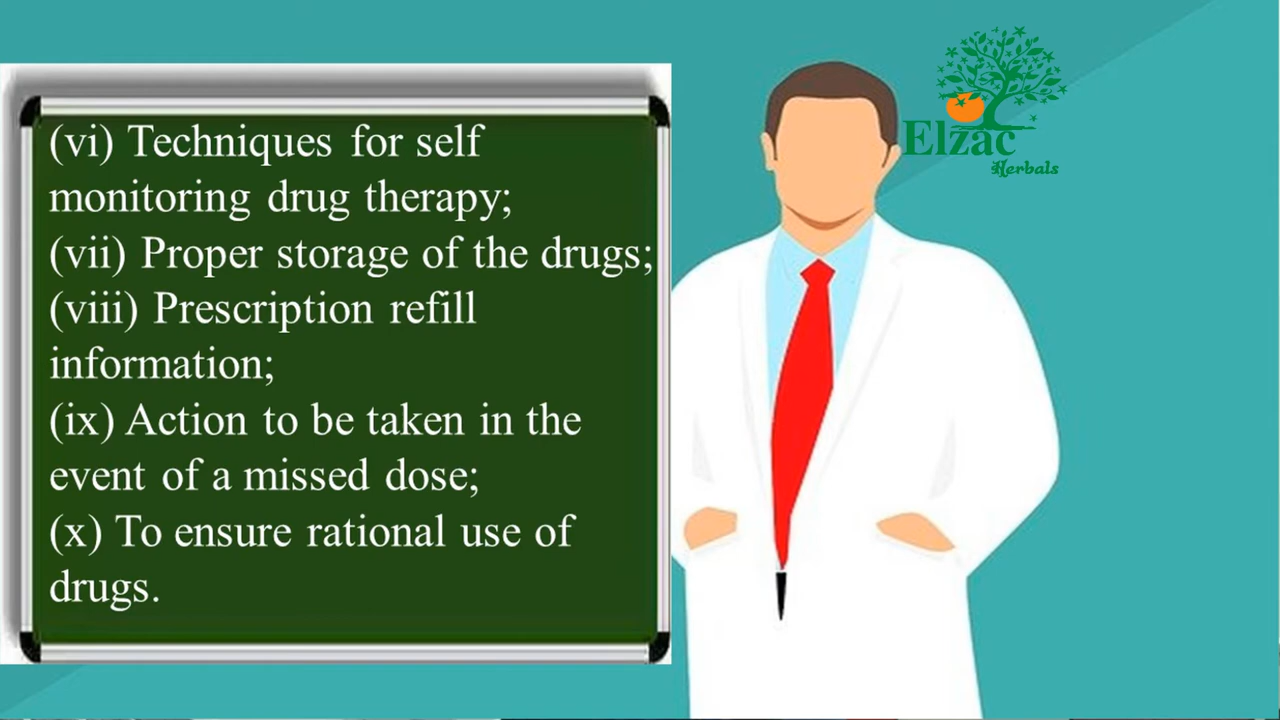 (vi) Techniques for self
monitoring drug therapy;
(vii) Proper storage of the drugs;
(viii) Prescription refill
information;
(ix) Action to be taken in the
event of a missed dose;
(x) To ensure rational use of
drugs.
Elzac
Herbals